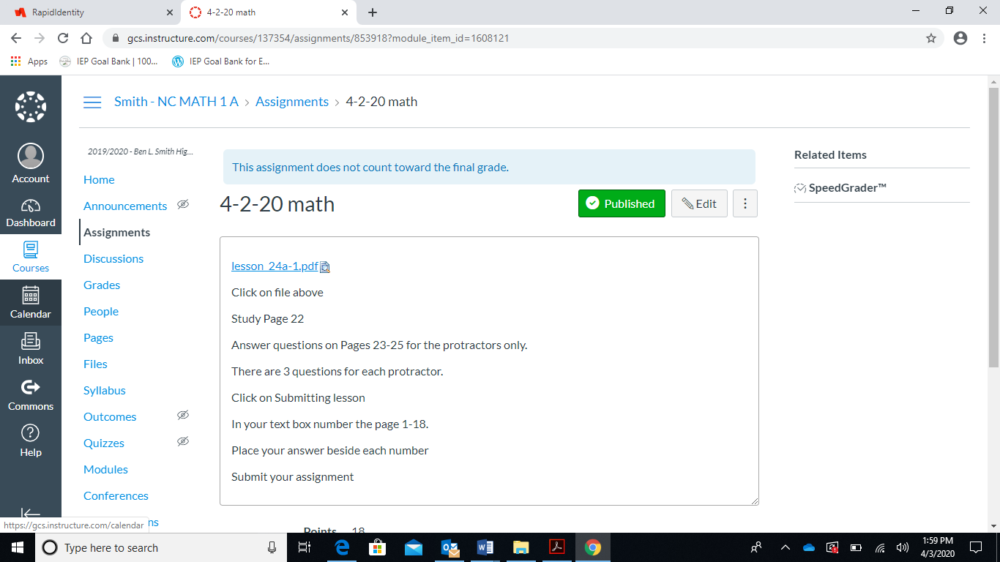 RapidIdentity
4-2-20 math
gcs.instructure.com/courses/137354/assignments/853918?module_item_id=1608121
Apps
IEP Goal Bank | 100...
IEP Goal Bank for E...
Smith - NC MATH 1 A > Assignments > 4-2-20 math
2019/2020 - Ben L. Smith Hig...
Account
Dashboard
Courses
Calendar
Inbox
Commons
Help
Home
Announcements
Assignments
Discussions
Grades
People
Pages
Files
Syllabus
Outcomes
Quizzes
Modules
Conferences
ns
This assignment does not count toward the final grade.
4-2-20 math
Published
Edit
lesson_24a-1.pdf
Click on file above
Study Page 22
Answer questions on Pages 23-25 for the protractors only.
There are 3 questions for each protractor.
Click on Submitting lesson
In your text box number the page 1-18.
Place your answer beside each number
Submit your assignment
Points 18
Related Items
SpeedGrader™
https://gcs.instructure.com/calendar
Type here to search
1:59 PM
4/3/2020